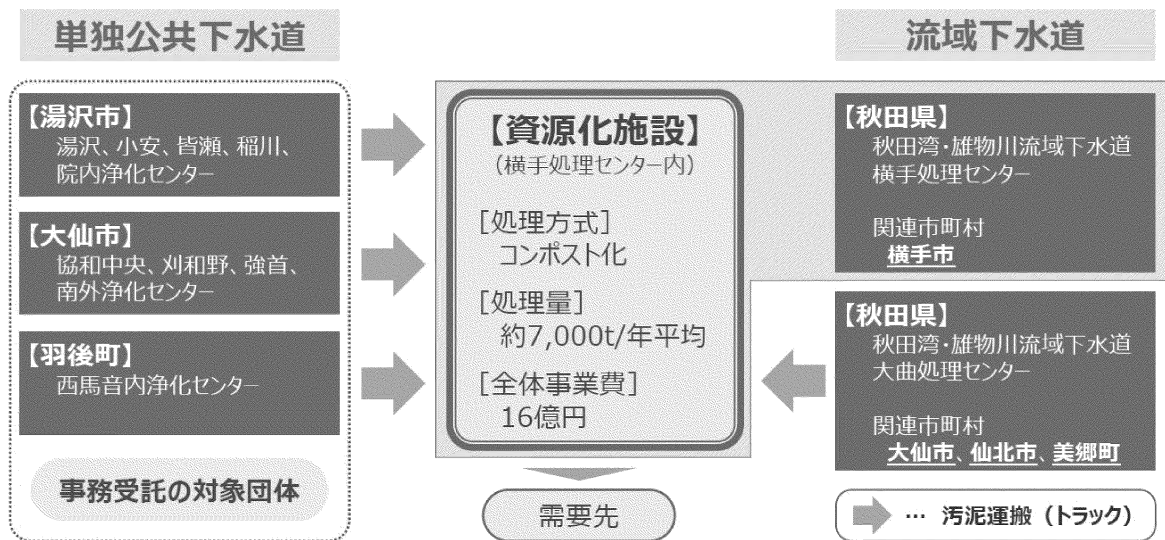 単独公共下水道
【湯沢市】
湯沢、小安、皆瀬、稲川、
院内浄化センター
【大仙市】
協和中央、刈和野、強首、
南外浄化センター
【羽後町】
西馬音内浄化センター
事務受託の対象団体
【資源化施設】
（横手処理センター内）
［処理方式］
コンポスト化
［処理量］
約7,000t/年平均
［全体事業費］
16億円
需要先
流域下水道
【秋田県】
秋田湾・雄物川流域下水道
横手処理センター
関連市町村
横手市
【秋田県】
秋田湾・雄物川流域下水道
大曲処理センター
関連市町村
大仙市、仙北市、美郷町
… 汚泥運搬（トラック）